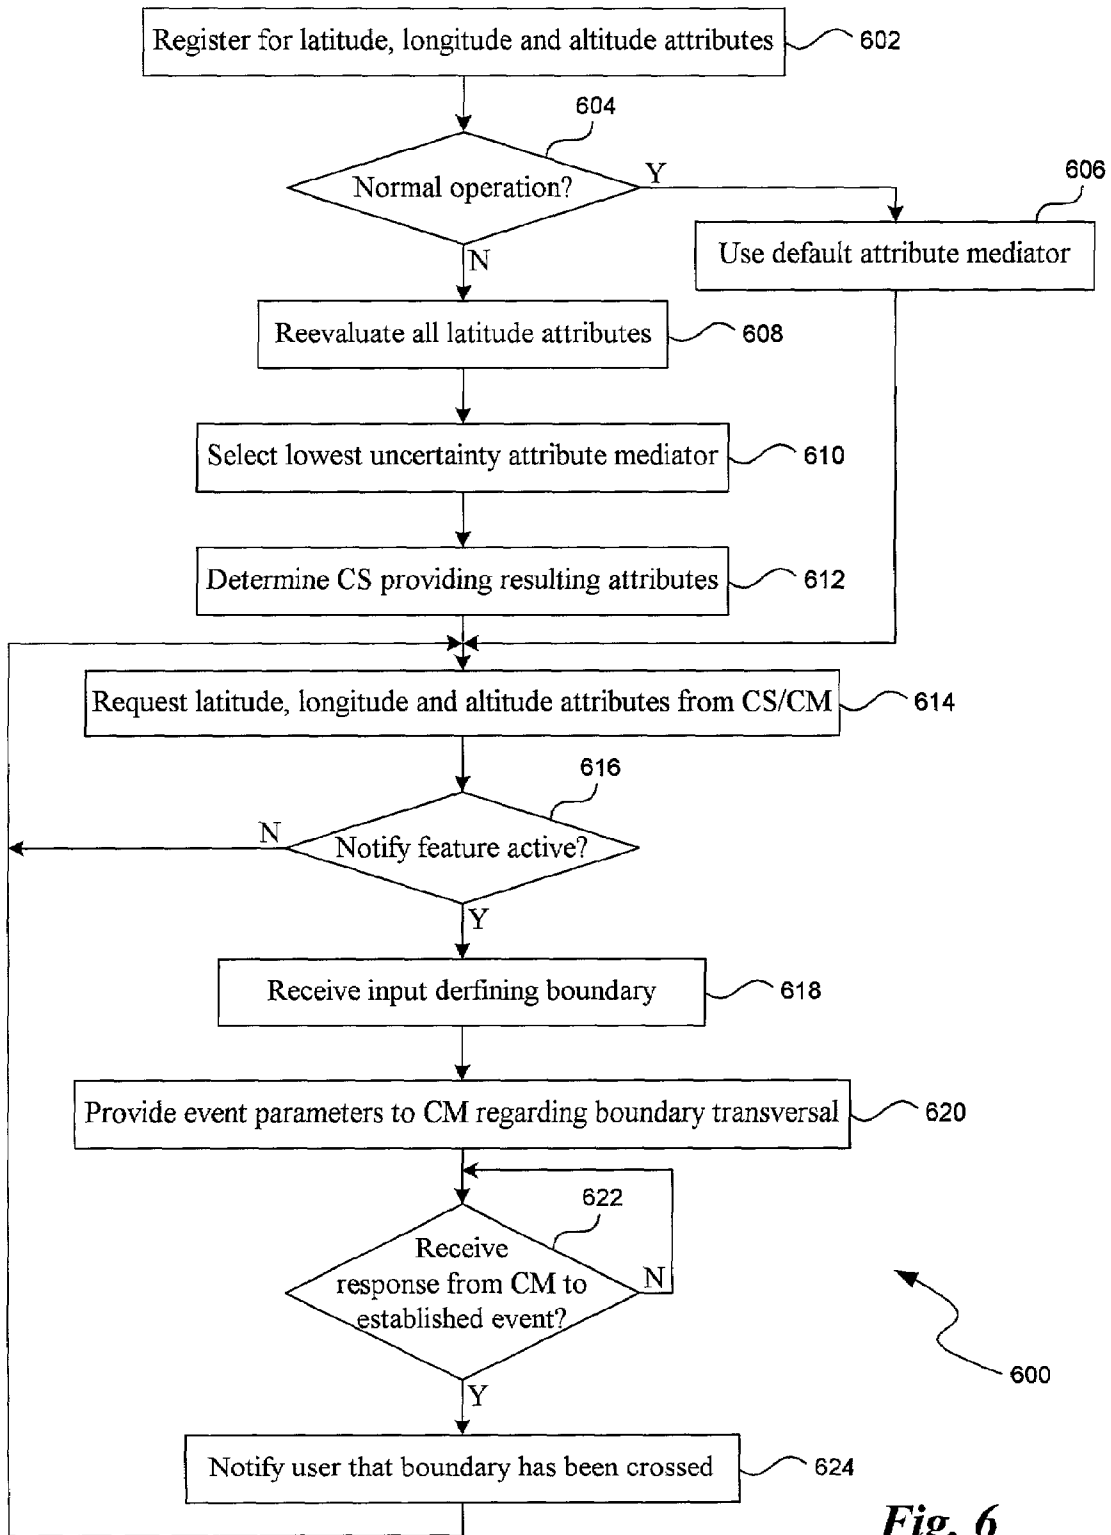 Register for latitude, longitude and altitude attributes
602
604
Normal operation?
Y
606
Use default attribute mediator
N
Reevaluate all latitude attributes
608
Select lowest uncertainty attribute mediator
610
Determine CS providing resulting attributes
612
Request latitude, longitude and altitude attributes from CS/CM
614
616
N
Notify feature active?
Y
Receive input derfining boundary
618
Provide event parameters to CM regarding boundary transversal
620
622
Receive
response from CM to
established event?
N
600
Y
Notify user that boundary has been crossed
624
Fig. 6